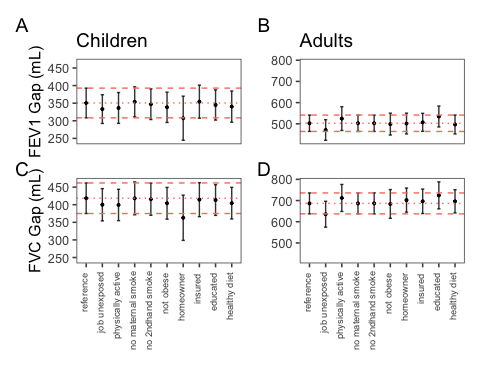 A
Children
B
Adults
FEV1 Gap (mL)
450
400
350
300
250
800
700
600
500
C
D
FVC Gap (mL)
450
400
350
300
250
800
700
600
500
reference
job unexposed
physically active
no maternal smoke
no 2ndhand smoke
not obese
homeowner
insured
educated
healthy diet
reference
job unexposed
physically active
no maternal smoke
no 2ndhand smoke
not obese
homeowner
insured
educated
healthy diet